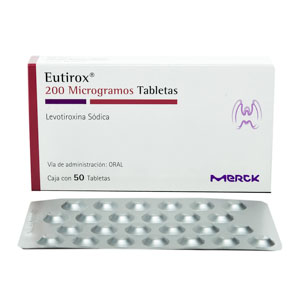 Eutirox®
200 Microgramos Tabletas
Levotiroxina Sódica
Vía de administración: ORAL
Caja con 50 Tabletas
MERCK